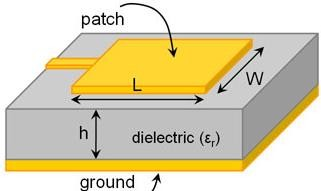 patch
L
W
h
dielectric (εr)
ground